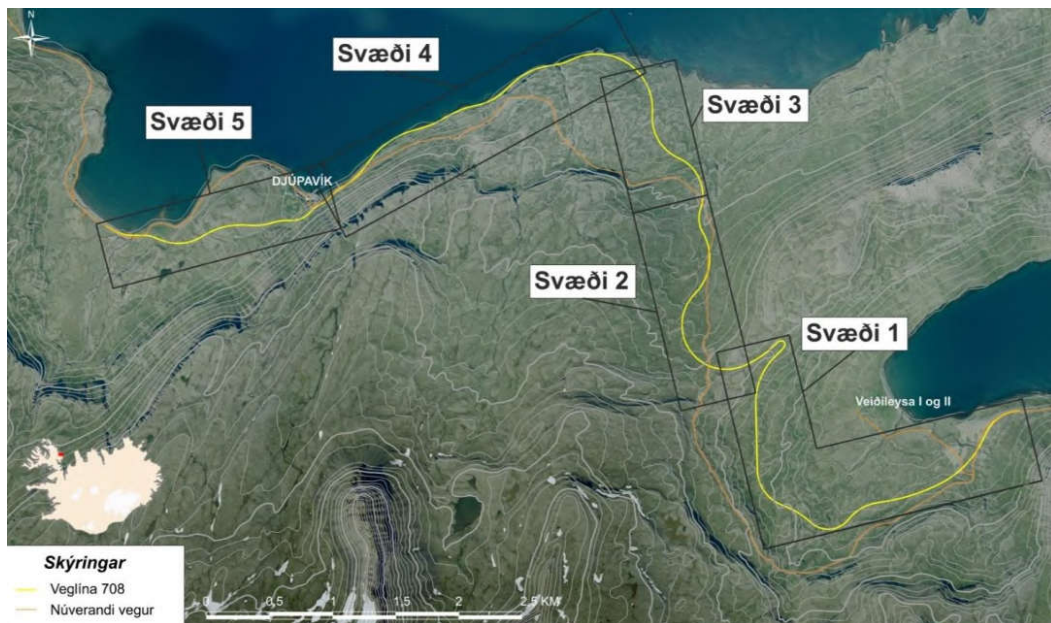 N
Svæði 4
Svæði 3
Svæði 5
DJÚPAVÍK
Svæði 2
Svæði 1
Veiðileysa I og II
Skýringar
Veglína 708
Núverandi vegur
0 0,5 1 1,5 2 2,5 KM